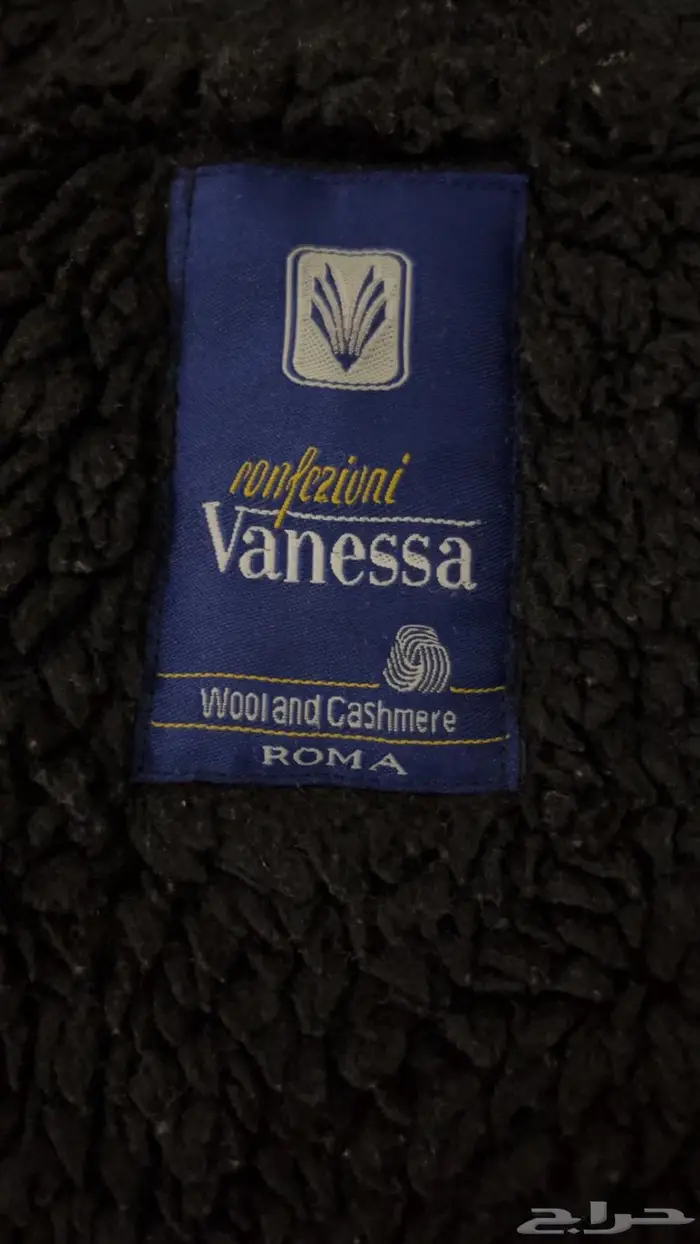 confezioni
Vanessa
Wool and Cashmere
ROMA
حراج